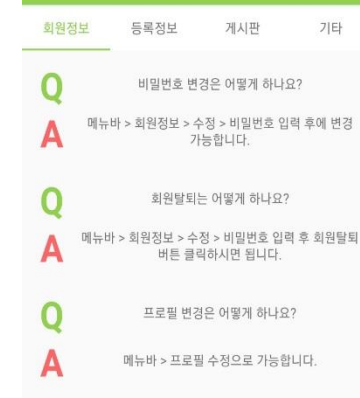 회원정보 등록정보 게시판 기타
Q 비밀번호 변경은 어떻게 하나요?
A 메뉴바 > 회원정보 > 수정 > 비밀번호 입력 후에 변경
가능합니다.
Q 회원탈퇴는 어떻게 하나요?
A 메뉴바 > 회원정보 > 수정 > 비밀번호 입력 후 회원탈퇴
버튼 클릭하시면 됩니다.
Q 프로필 변경은 어떻게 하나요?
A 메뉴바 > 프로필 수정으로 가능합니다.